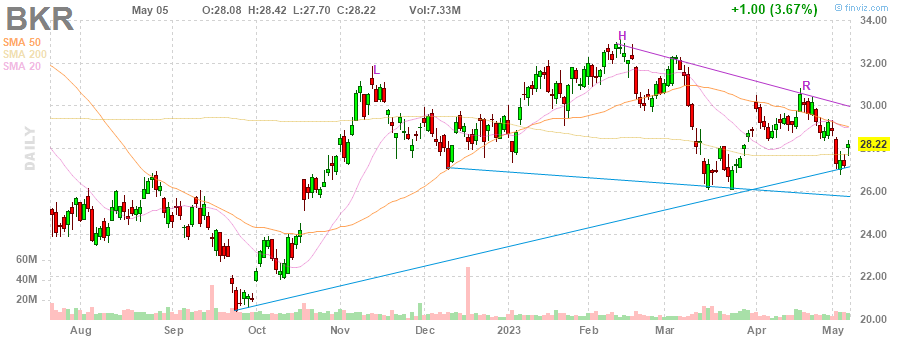 BKR May 05 O:28.08 H:28.42 L:27.70 C:28.22 Vol:7.33M +1.00 (3.67%) finviz.com
SMA 50
SMA 200
SMA 20
DAILY
L
H
R
34.00
32.00
30.00
28.22
26.00
24.00
22.00
20.00
60M
40M
20M
Aug Sep Oct Nov Dec 2023 Feb Mar Apr May